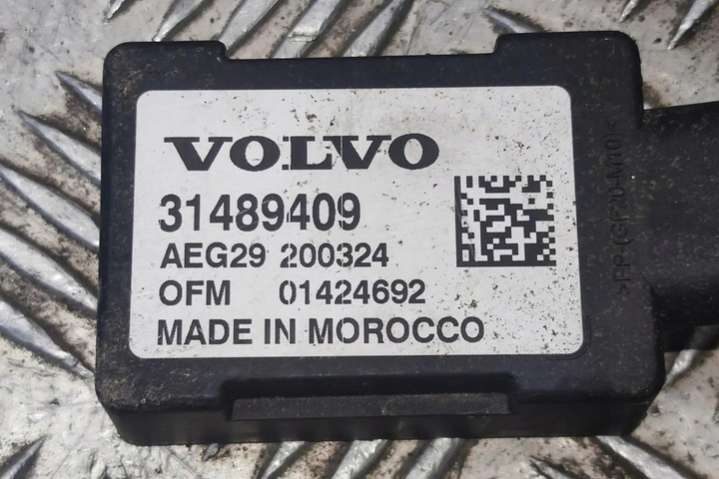 VOLVO
31489409
AEG29 200324
OFM 01424692
MADE IN MOROCCO